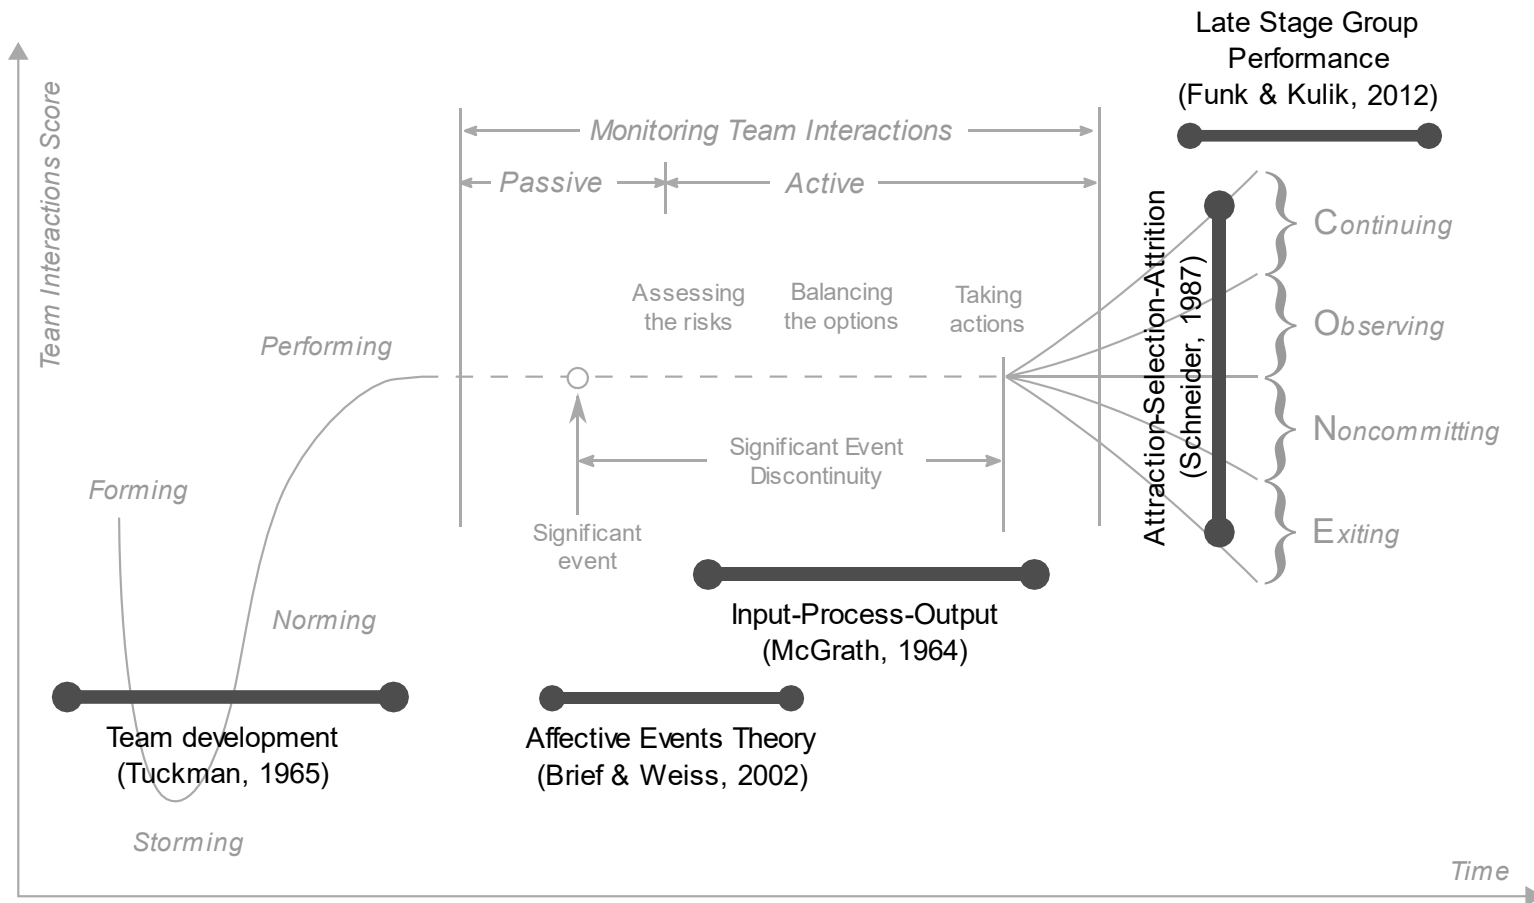 Late Stage Group
Performance
(Funk & Kulik, 2012)
Team Interactions Score
Monitoring Team Interactions
Passive
Active
Attraction-Selection-Attrition
(Schneider, 1987)
Continuing
Observing
Noncommitting
Exiting
Assessing
the risks
Balancing
the options
Taking
actions
Performing
Significant Event
Discontinuity
Forming
Significant
event
Norming
Input-Process-Output
(McGrath, 1964)
Team development
(Tuckman, 1965)
Affective Events Theory
(Brief & Weiss, 2002)
Storming
Time